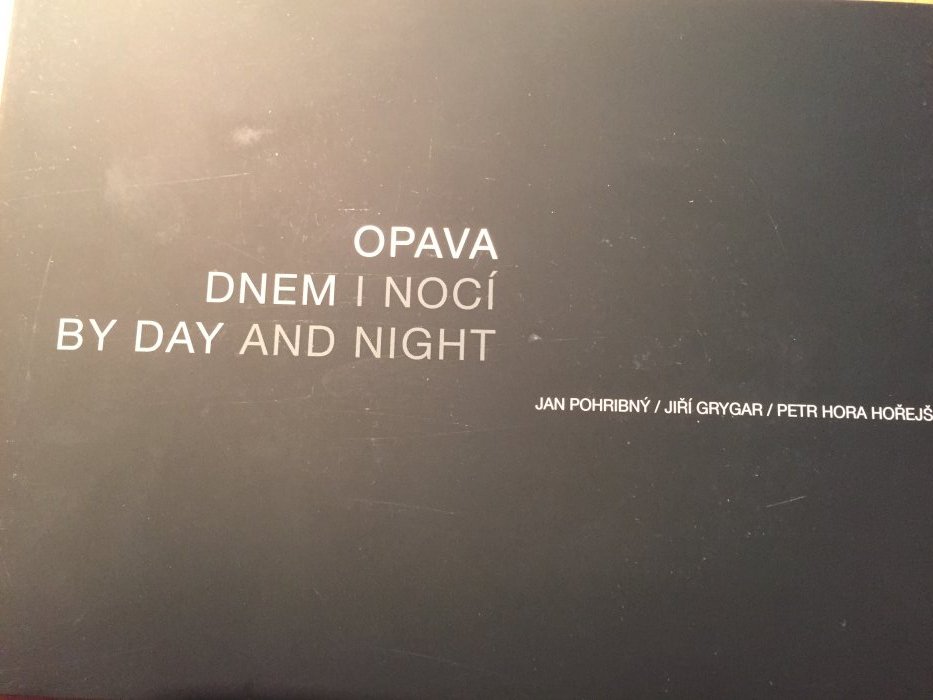 OPAVA
DNEM I NOCÍ
BY DAY AND NIGHT
JAN POHRIBNÝ / JIŘÍ GRYGAR / PETR HORA HOŘEJŠ